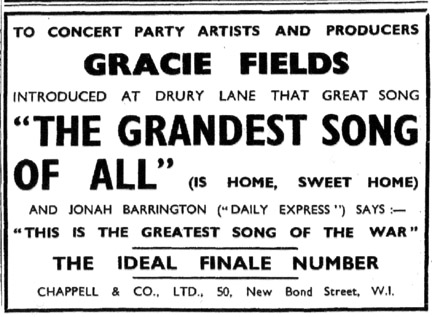 TO CONCERT PARTY ARTISTS AND PRODUCERS
GRACIE FIELDS
INTRODUCED AT DRURY LANE THAT GREAT SONG
"THE GRANDEST SONG
OF ALL" (IS HOME, SWEET HOME)
AND JONAH BARRINGTON ("DAILY EXPRESS") SAYS :—
"THIS IS THE GREATEST SONG OF THE WAR"
THE IDEAL FINALE NUMBER
CHAPPELL & CO., LTD., 50, New Bond Street, W.I.